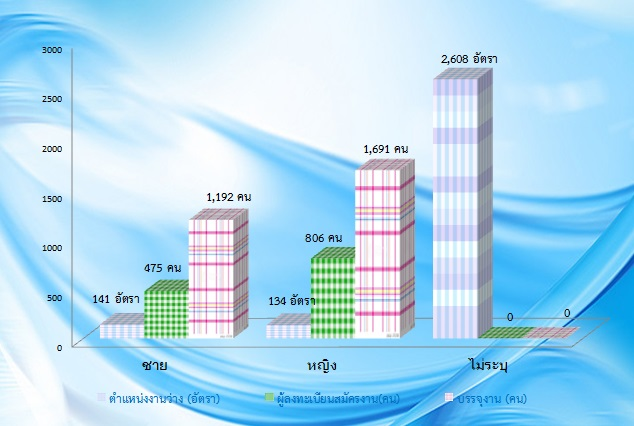 3000
2500
2000
1500
1000
500
0
141 อัตรา
475 คน
1,192 คน
134 อัตรา
806 คน
1,691 คน
2,608 อัตรา
0
0
ชาย
หญิง
ไม่ระบุ
ตำแหน่งงานว่าง (อัตรา) ผู้ลงทะเบียนสมัครงาน(คน) บรรจุงาน (คน)